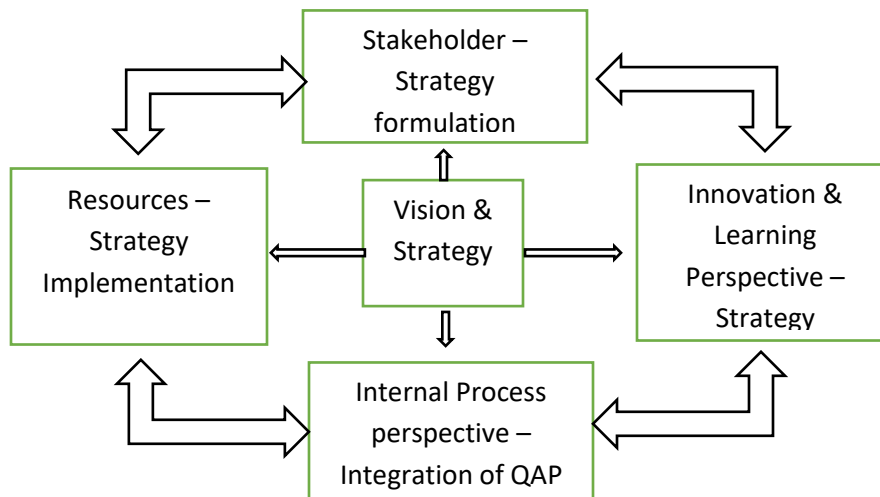 Stakeholder –
Strategy
formulation
Resources –
Strategy
Implementation
Vision &
Strategy
Innovation &
Learning
Perspective –
Strategy
Internal Process
perspective –
Integration of QAP